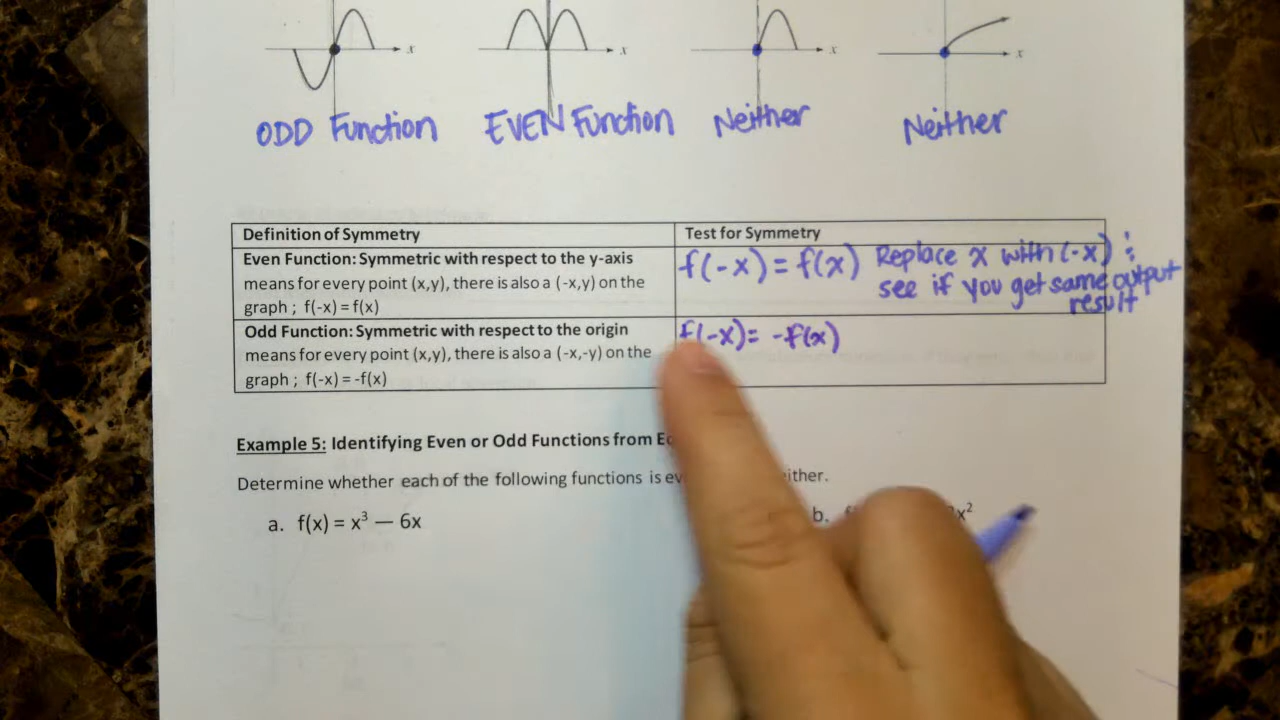 x x x x
ODD Function EVEN Function Neither Neither
Definition of Symmetry Test for Symmetry
Even Function: Symmetric with respect to the y-axis
means for every point (x,y), there is also a (-x,y) on the
graph ; f(-x) = f(x)
f(-x) = f(x) Replace x with (-x) :
see if you get same output
result
Odd Function: Symmetric with respect to the origin
means for every point (x,y), there is also a (-x,-y) on the
graph ; f(-x) = -f(x)
f(-x) = -f(x)
Example 5: Identifying Even or Odd Functions from
Determine whether each of the following functions is
a. f(x) = x³ — 6x b. x²